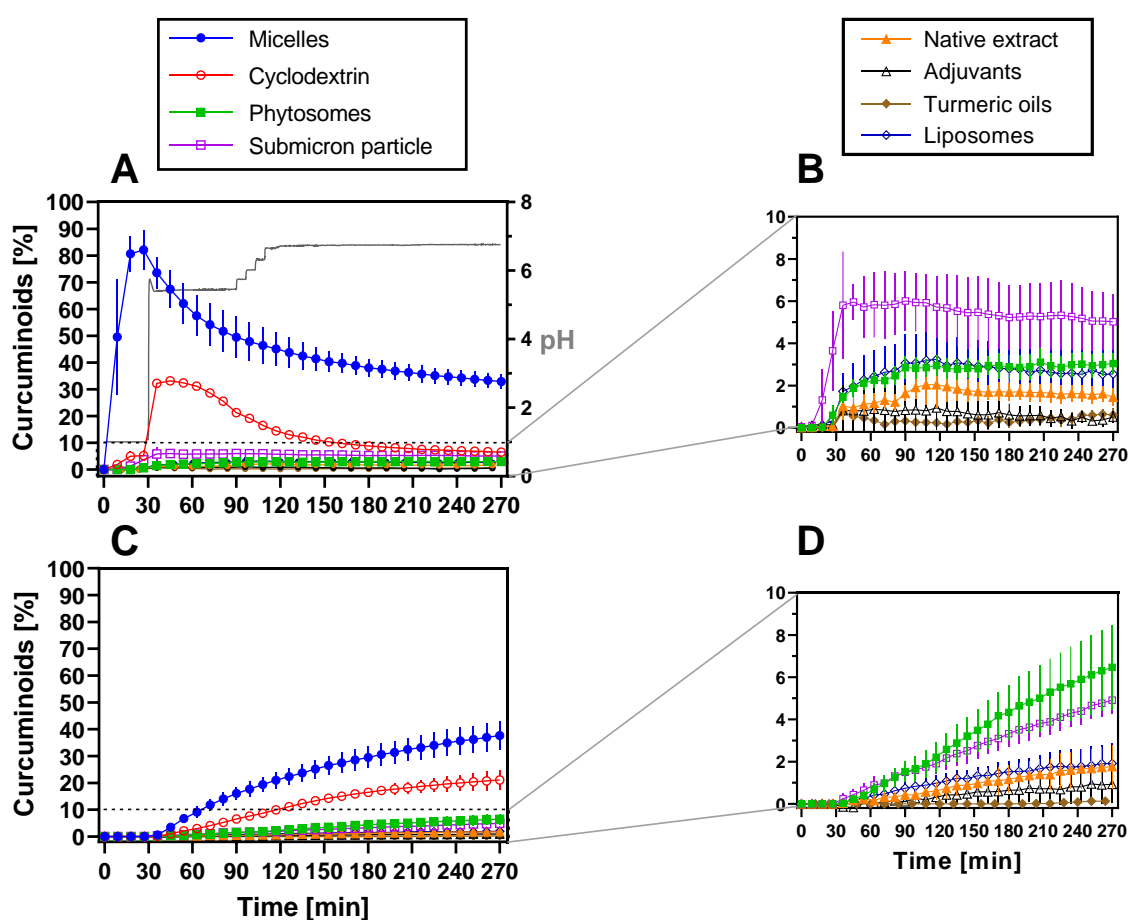 Micelles
Cyclodextrin
Phytosomes
Submicron particle
Native extract
Adjuvants
Turmeric oils
Liposomes
A
Curcuminoids [%]
100
90
80
70
60
50
40
30
20
10
0
8
6
4
2
0
pH
0 30 60 90 120 150 180 210 240 270
B
10
8
6
4
2
0
0 30 60 90 120 150 180 210 240 270
C
Curcuminoids [%]
100
90
80
70
60
50
40
30
20
10
0
0 30 60 90 120 150 180 210 240 270
Time [min]
D
10
8
6
4
2
0
0 30 60 90 120 150 180 210 240 270
Time [min]